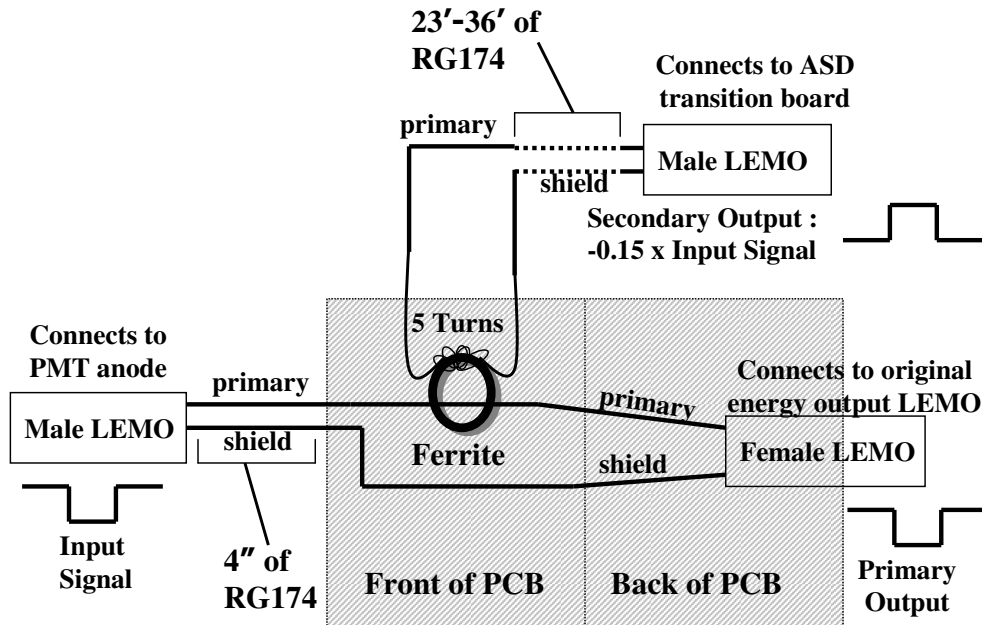 23′-36′ of
RG174
Connects to ASD
transition board
primary
shield
Male LEMO
Secondary Output :
-0.15 x Input Signal
5 Turns
Connects to
PMT anode
primary
Male LEMO
shield
Ferrite
primary
shield
Connects to original
energy output LEMO
Female LEMO
Input
Signal
4″ of
RG174
Front of PCB
Back of PCB
Primary
Output